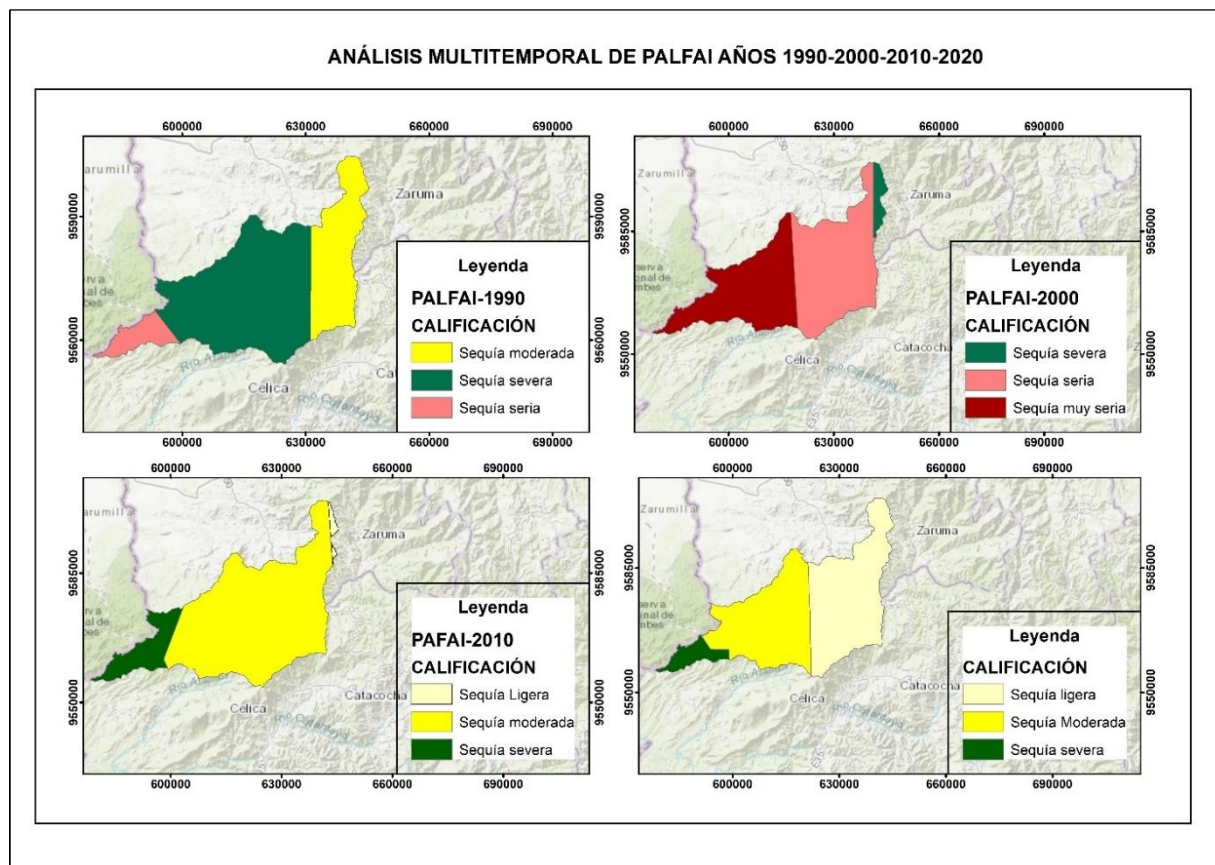 ANÁLISIS MULTITEMPORAL DE PALFAI AÑOS 1990-2000-2010-2020
600000 630000 660000 690000
9590000
9560000
Zaruma
Celica
Leyenda
PALFAI-1990
CALIFICACIÓN
Sequía moderada
Sequía severa
Sequía seria
600000 630000 660000 690000
600000 630000 660000 690000
9585000
9550000
Zarumilla
Zaruma
Celica
Catacocha
Leyenda
PALFAI-2000
CALIFICACIÓN
Sequía severa
Sequía seria
Sequía muy seria
600000 630000 660000 690000
600000 630000 660000 690000
9585000
9550000
Zarumilla
Zaruma
Celica
Catacocha
Leyenda
PAFAI-2010
CALIFICACIÓN
Sequía Ligera
Sequía moderada
Sequía severa
600000 630000 660000 690000
600000 630000 660000 690000
9585000
9550000
Zarumilla
Zaruma
Celica
Catacocha
Leyenda
CALIFICACIÓN
Sequía ligera
Sequía Moderada
Sequía severa
600000 630000 660000 690000